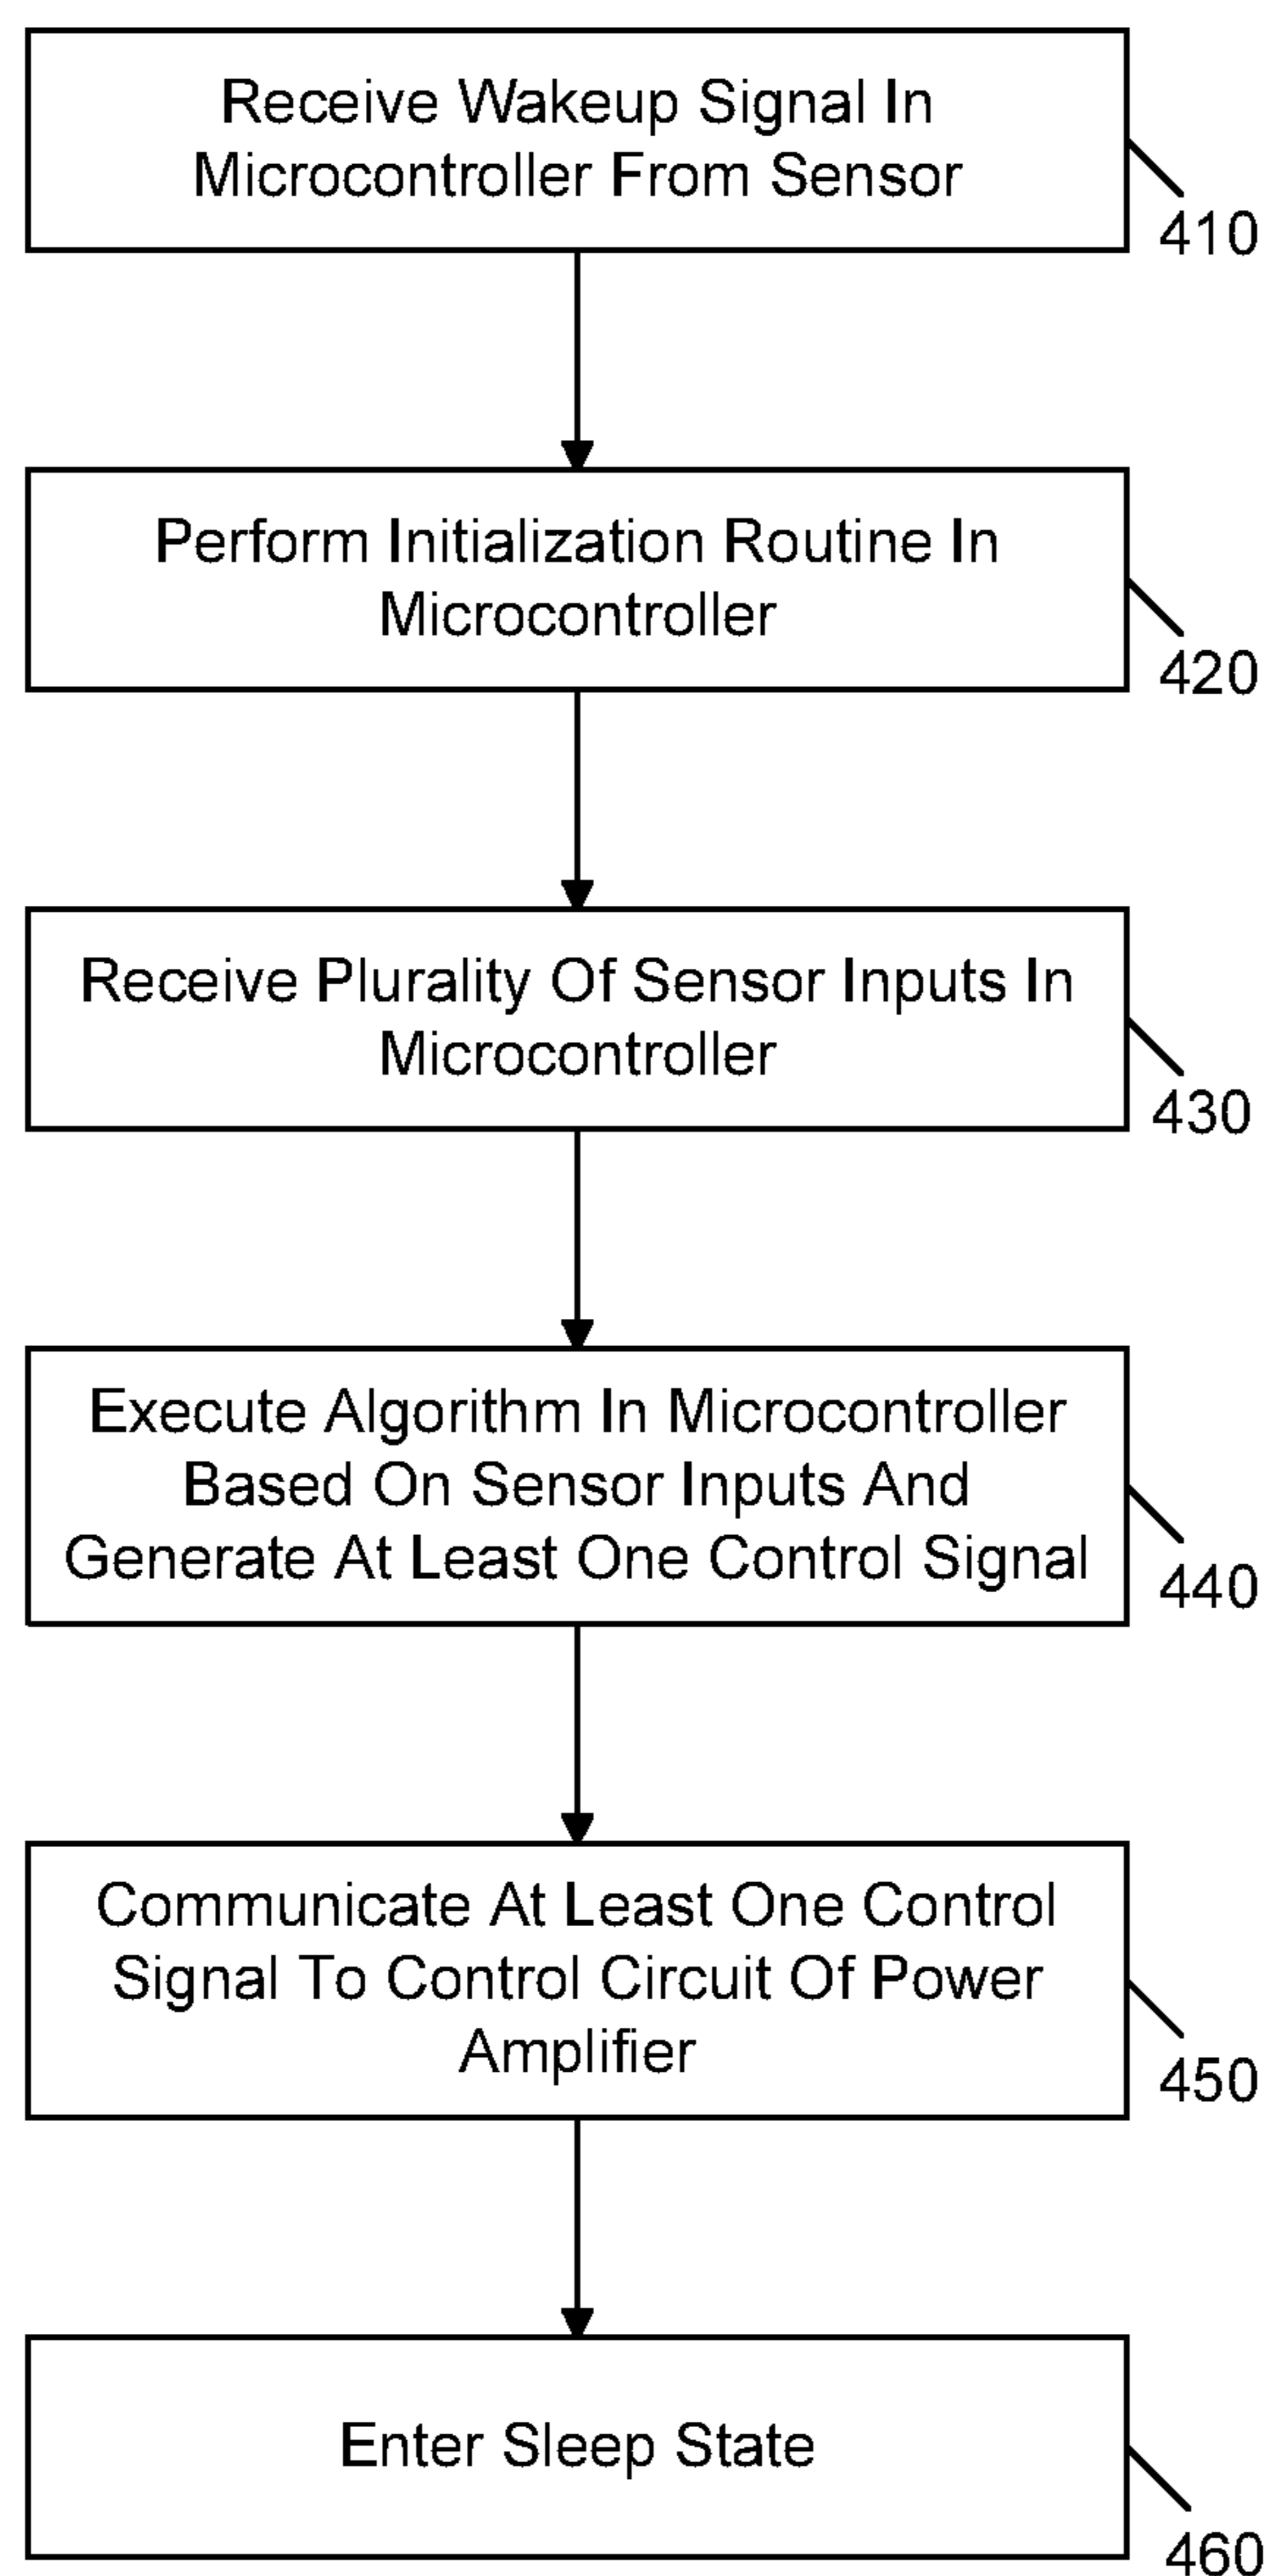 Receive Wakeup Signal In
Microcontroller From Sensor
410
Perform Initialization Routine In
Microcontroller
420
Receive Plurality Of Sensor Inputs In
Microcontroller
430
Execute Algorithm In Microcontroller
Based On Sensor Inputs And
Generate At Least One Control Signal
440
Communicate At Least One Control
Signal To Control Circuit Of Power
Amplifier
450
Enter Sleep State
460